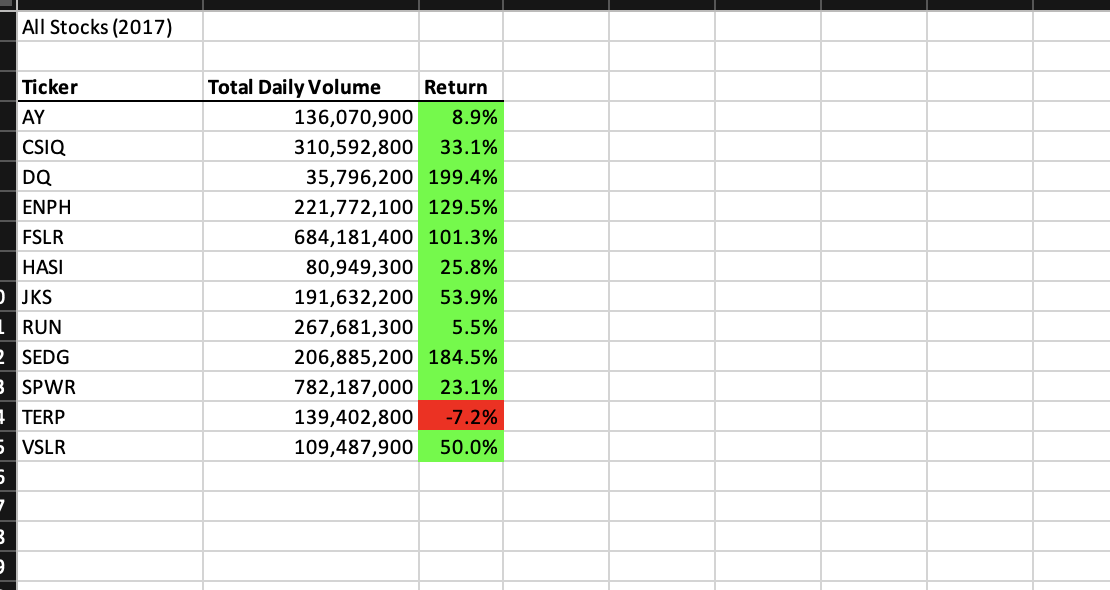 All Stocks (2017)
Ticker Total Daily Volume Return
AY 136,070,900 8.9%
CSIQ 310,592,800 33.1%
DQ 35,796,200 199.4%
ENPH 221,772,100 129.5%
FSLR 684,181,400 101.3%
HASI 80,949,300 25.8%
JKS 191,632,200 53.9%
RUN 267,681,300 5.5%
SEDG 206,885,200 184.5%
SPWR 782,187,000 23.1%
TERP 139,402,800 -7.2%
VSLR 109,487,900 50.0%